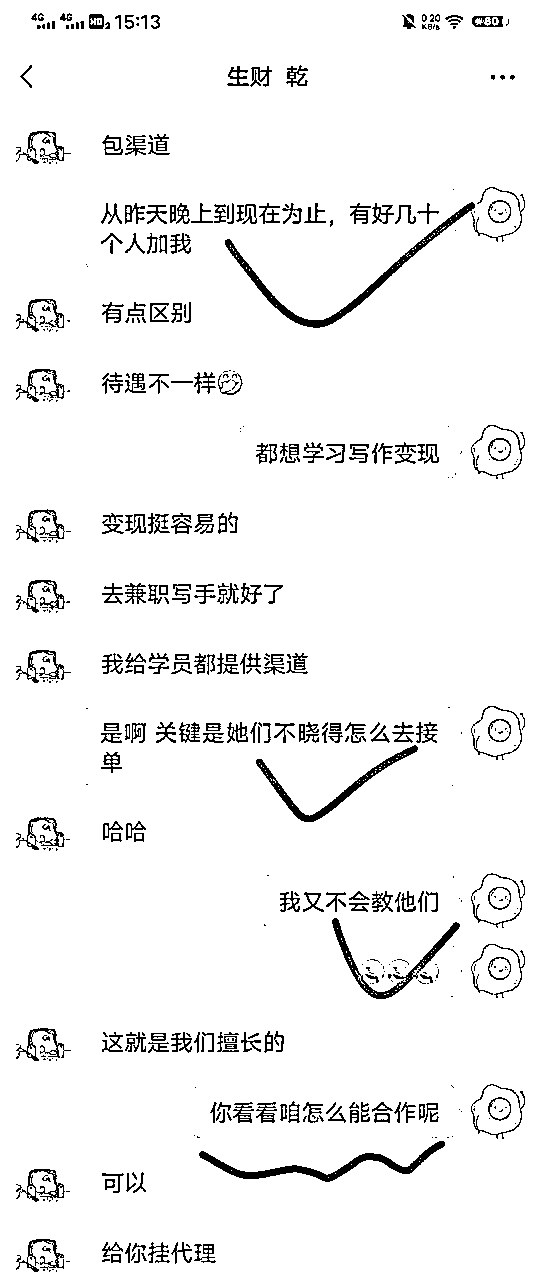 4G 4G HD 2 15:13
0.20 KB/s 80
生财 乾
包渠道
从昨天晚上到现在为止，有好几十
个人加我
有点区别
待遇不一样
都想学习写作变现
变现挺容易的
去兼职写手就好了
我给学员都提供渠道
是啊 关键是她们不晓得怎么去接
单
哈哈
我又不会教他们
这就是我们擅长的
你看看咱怎么能合作呢
可以
给你挂代理